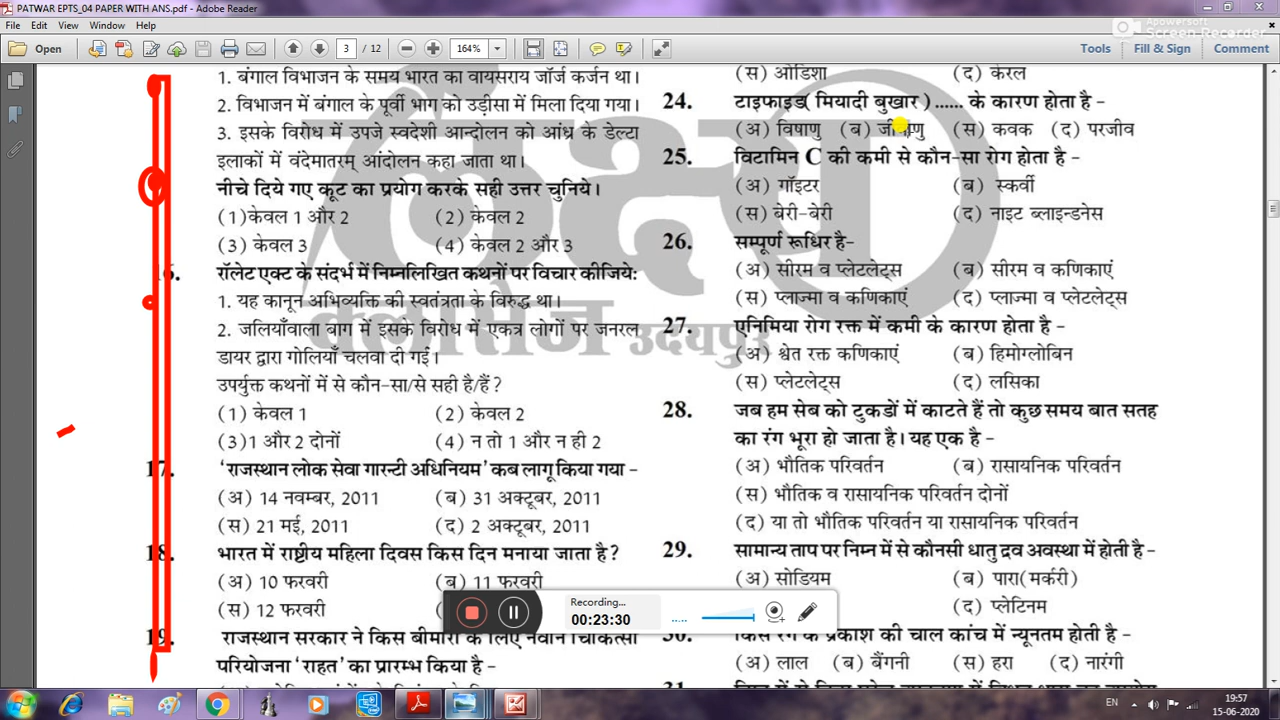 PATWAR EPTS_04 PAPER WITH ANS.pdf - Adobe Reader
File Edit View Window Help
Open 3 / 12 164% Tools Fill & Sign Comment
Apowersoft
Screen Recorder
1. बंगाल विभाजन के समय भारत का वायसराय जॉर्ज कर्जन था।
2. विभाजन में बंगाल के पूर्वी भाग को उड़ीसा में मिला दिया गया।
3. इसके विरोध में उपजे स्वदेशी आन्दोलन को आंध्र के डेल्टा
इलाकों में वंदेमातरम् आंदोलन कहा जाता था।
नीचे दिये गए कूट का प्रयोग करके सही उत्तर चुनिये।
(1)केवल 1 और 2 (2) केवल 2
(3) केवल 3 (4) केवल 2 और 3
रॉलेट एक्ट के संदर्भ में निम्नलिखित कथनों पर विचार कीजिये:
1. यह कानून अभिव्यक्ति की स्वतंत्रता के विरुद्ध था।
2. जलियाँवाला बाग में इसके विरोध में एकत्र लोगों पर जनरल
डायर द्वारा गोलियाँ चलवा दी गईं।
उपर्युक्त कथनों में से कौन-सा/से सही है/हैं?
(1) केवल 1 (2) केवल 2
(3)1 और 2 दोनों (4) न तो 1 और न ही 2
17. 'राजस्थान लोक सेवा गारन्टी अधिनियम' कब लागू किया गया -
(अ) 14 नवम्बर, 2011 (ब) 31 अक्टूबर, 2011
(स) 21 मई, 2011 (द) 2 अक्टूबर, 2011
18. भारत में राष्ट्रीय महिला दिवस किस दिन मनाया जाता है?
(अ) 10 फरवरी (ब) 11 फरवरी
(स) 12 फरवरी
19. राजस्थान सरकार ने किस बीमारी के लिए नवीन चिकित्सा
परियोजना 'राहत' का प्रारम्भ किया है -
(स) ओडिशा (द) केरल
24. टाइफाइड( मियादी बुखार ) ...... के कारण होता है -
(अ) विषाणु (ब) जीवाणु (स) कवक (द) परजीव
25. विटामिन C की कमी से कौन-सा रोग होता है -
(अ) गॉइटर (ब) स्कर्वी
(स) बेरी-बेरी (द) नाइट ब्लाइन्डनेस
26. सम्पूर्ण रूधिर है-
(अ) सीरम व प्लेटलेट्स (ब) सीरम व कणिकाएं
(स) प्लाज्मा व कणिकाएं (द) प्लाज्मा व प्लेटलेट्स
27. एनिमिया रोग रक्त में कमी के कारण होता है -
(अ) श्वेत रक्त कणिकाएं (ब) हिमोग्लोबिन
(स) प्लेटलेट्स (द) लसिका
28. जब हम सेब को टुकडों में काटते हैं तो कुछ समय बात सतह
का रंग भूरा हो जाता है। यह एक है -
(अ) भौतिक परिवर्तन (ब) रासायनिक परिवर्तन
(स) भौतिक व रासायनिक परिवर्तन दोनों
(द) या तो भौतिक परिवर्तन या रासायनिक परिवर्तन
29. सामान्य ताप पर निम्न में से कौनसी धातु द्रव अवस्था में होती है -
(अ) सोडियम (ब) पारा(मर्करी)
(द) प्लेटिनम
30. किस रंग के प्रकाश की चाल कांच में न्यूनतम होती है -
(अ) लाल (ब) बैंगनी (स) हरा (द) नारंगी
31.
लक्ष्य
क्लासेज उदयपुर
Recording...
00:23:30
EN
19:57
15-06-2020